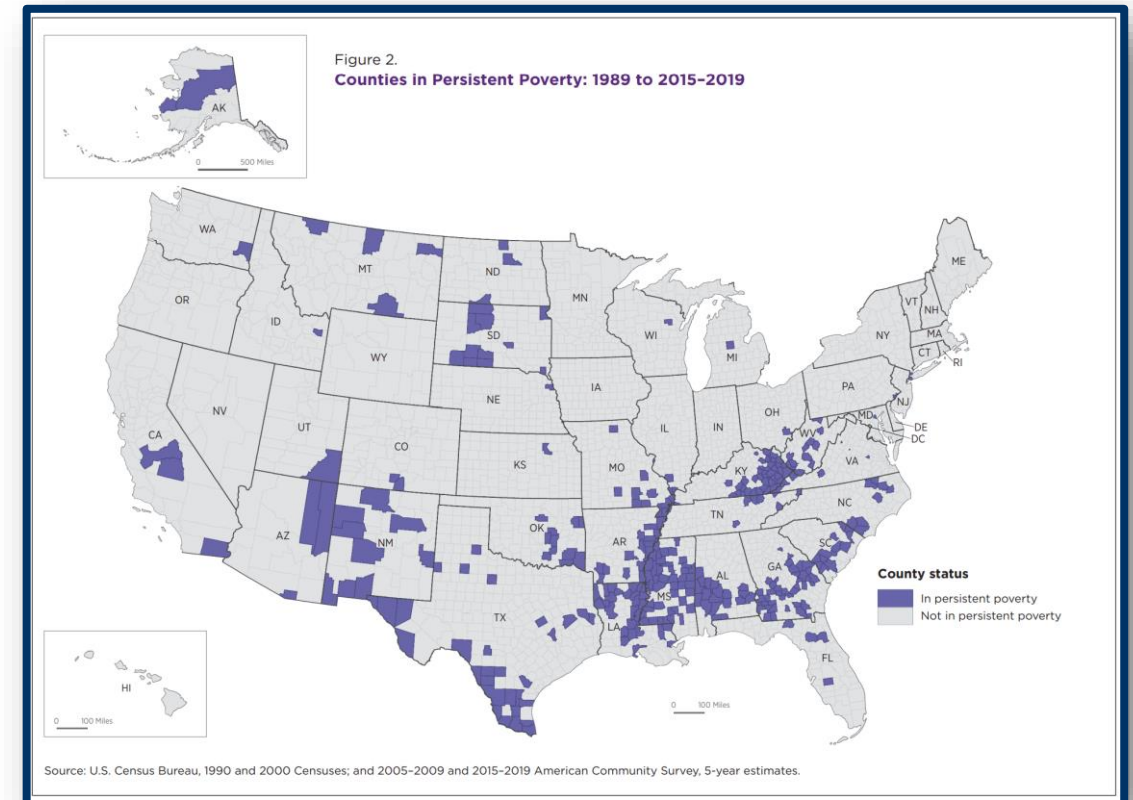 Figure 2.
Counties in Persistent Poverty: 1989 to 2015–2019
AK
0 500 Miles
WA
MT
ND
MN
ME
OR
ID
SD
WI
VT
NH
WY
MI
NY
MA
CT
RI
NV
NE
IA
PA
NJ
UT
IL
IN
OH
MD
DE
CA
CO
WV
DC
KS
MO
KY
VA
AZ
NM
OK
AR
TN
NC
SC
TX
MS
AL
GA
LA
FL
County status
In persistent poverty
Not in persistent poverty
HI
0 100 Miles
0 100 Miles
Source: U.S. Census Bureau, 1990 and 2000 Censuses; and 2005–2009 and 2015–2019 American Community Survey, 5-year estimates.